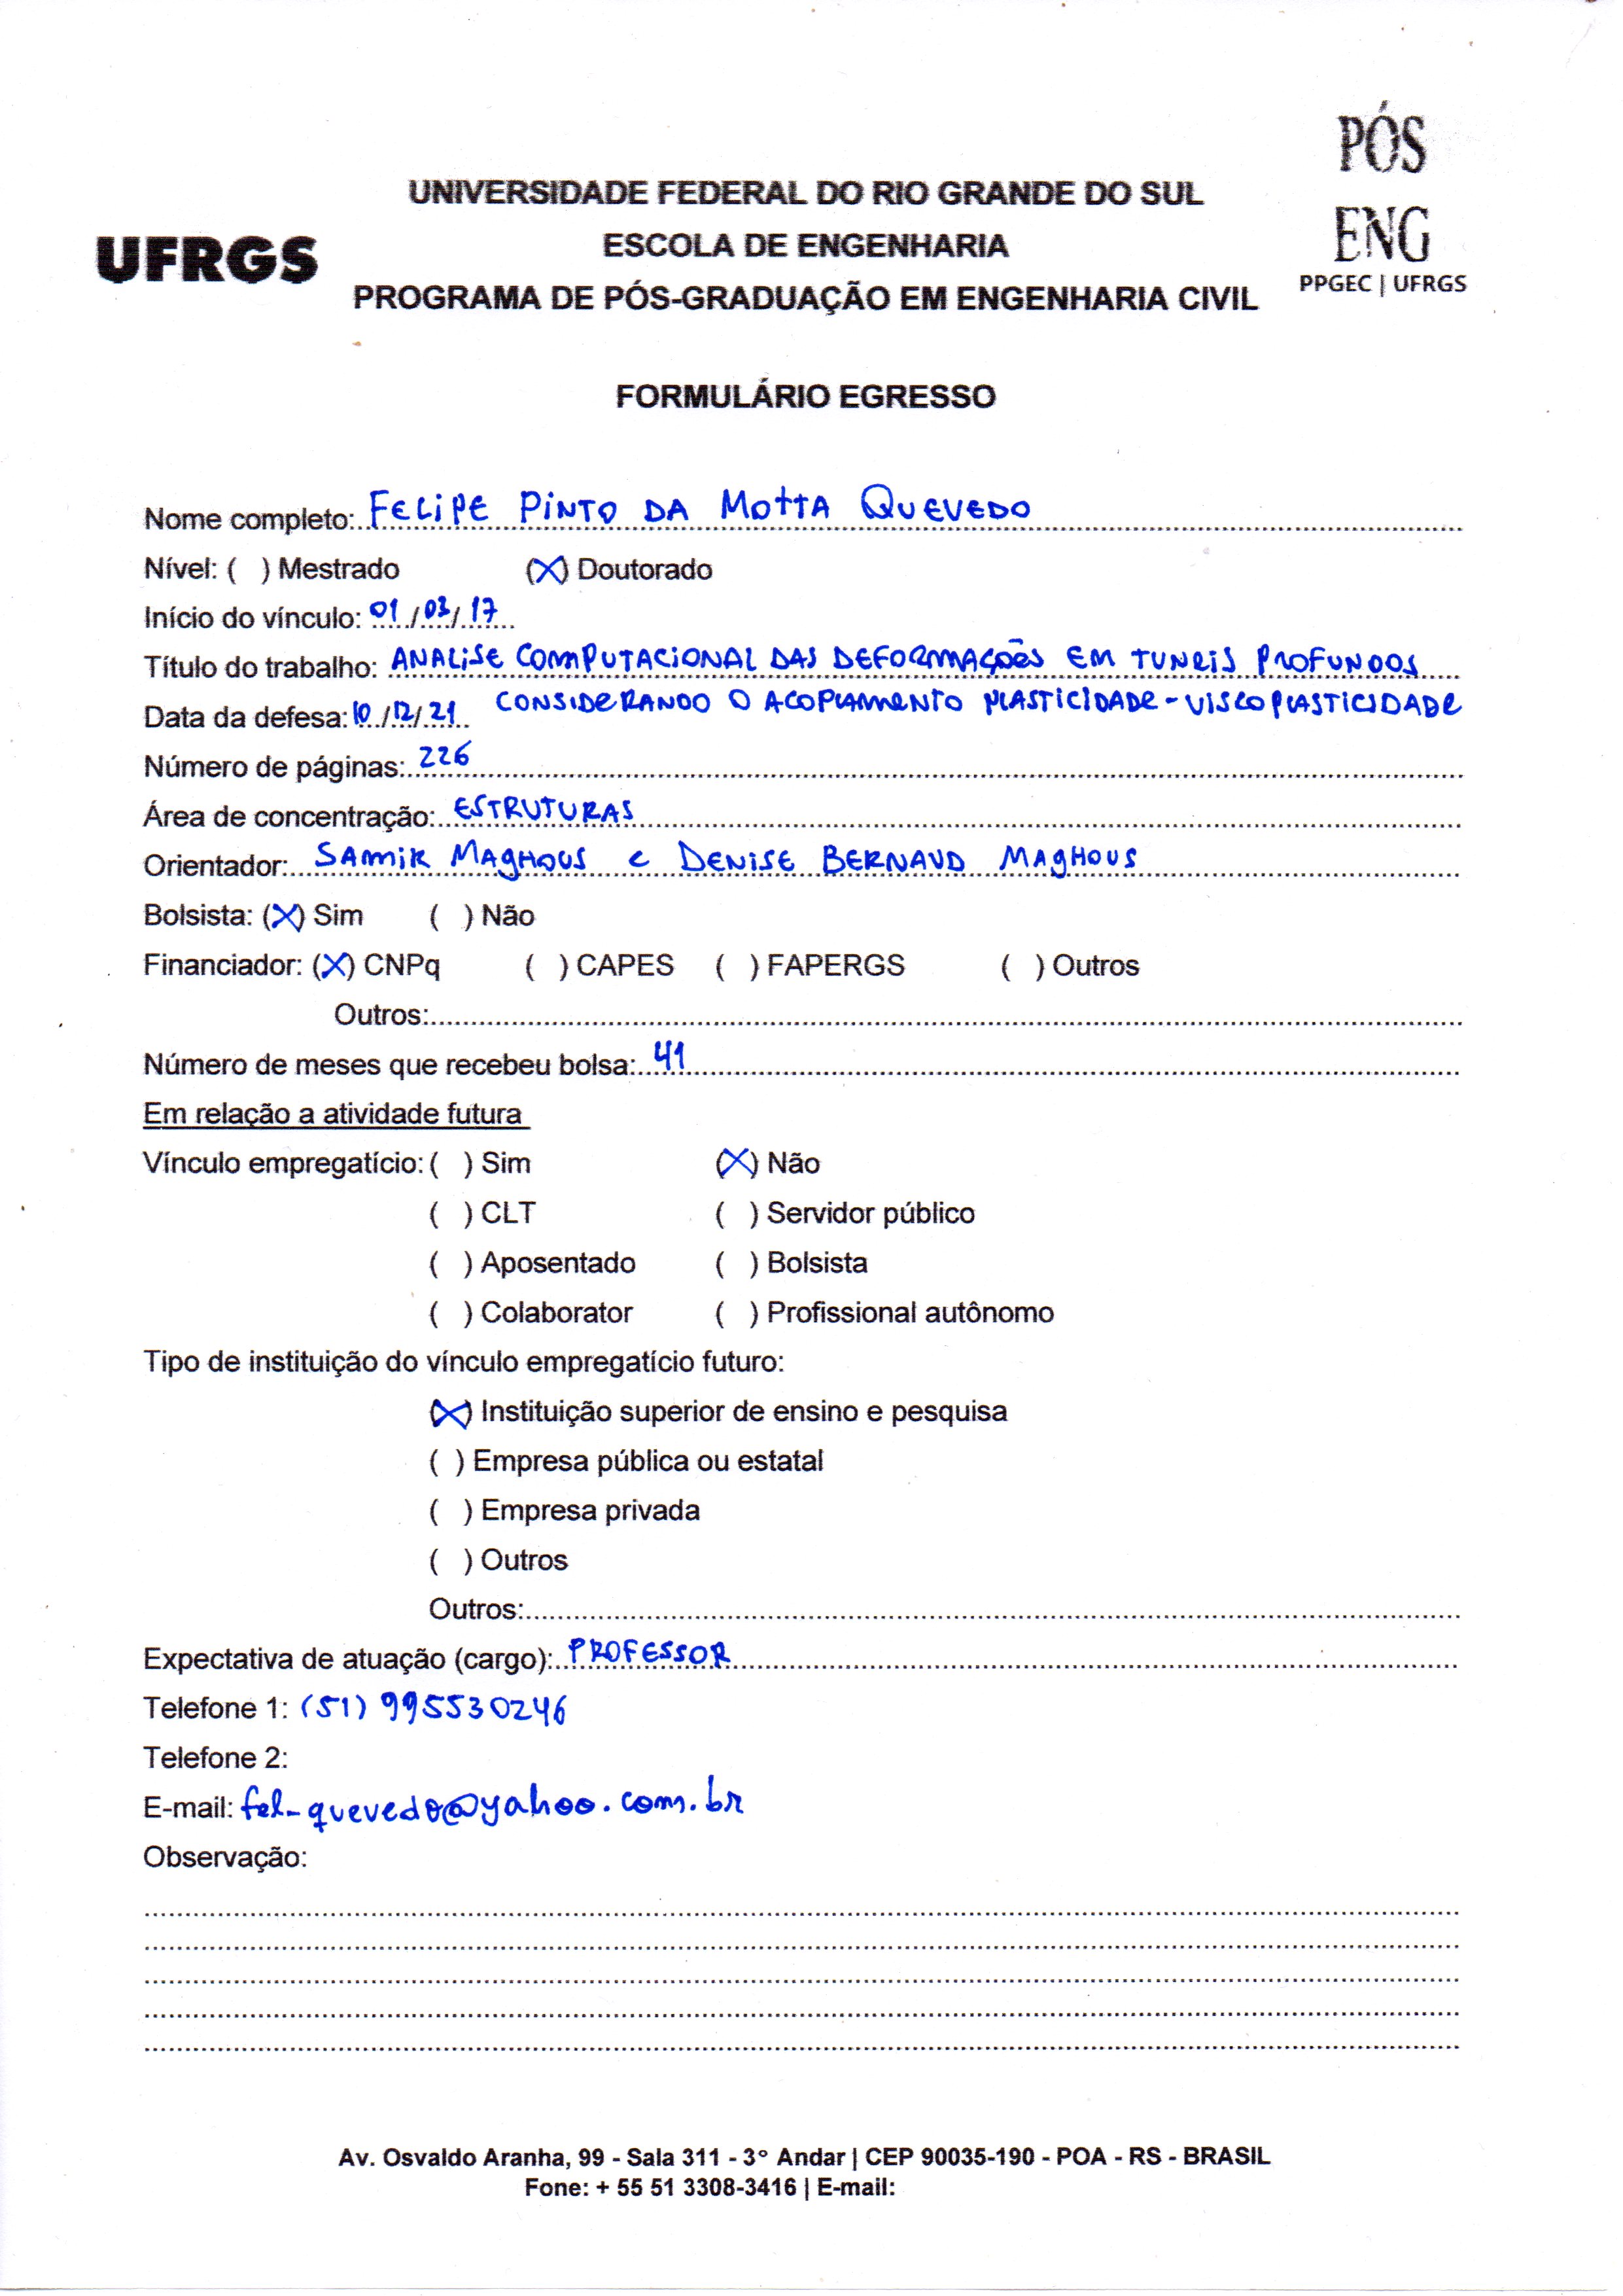 PÓS
ENG
PPGEC | UFRGS
UFRGS
UNIVERSIDADE FEDERAL DO RIO GRANDE DO SUL
ESCOLA DE ENGENHARIA
PROGRAMA DE PÓS-GRADUAÇÃO EM ENGENHARIA CIVIL
FORMULÁRIO EGRESSO
Nome completo: FELIPE PINTO DA MOTTA QUEVEDO
Nível: ( ) Mestrado (X) Doutorado
Início do vínculo: 01/03/17
Título do trabalho: ANALISE COMPUTACIONAL DAS DEFORMAÇÕES EM TUNEIS PROFUNDOS
CONSIDERANDO O ACOPLAMENTO PLASTICIDADE-VISCOPLASTICIDADE
Data da defesa: 10/12/21
Número de páginas: 226
Área de concentração: ESTRUTURAS
Orientador: SAMIR MAGHOUS e DENISE BERNAUD MAGHOUS
Bolsista: (X) Sim ( ) Não
Financiador: (X) CNPq ( ) CAPES ( ) FAPERGS ( ) Outros
Outros:
Número de meses que recebeu bolsa: 41
Em relação a atividade futura
Vínculo empregatício: ( ) Sim (X) Não
( ) CLT ( ) Servidor público
( ) Aposentado ( ) Bolsista
( ) Colaborator ( ) Profissional autônomo
Tipo de instituição do vínculo empregatício futuro:
(X) Instituição superior de ensino e pesquisa
( ) Empresa pública ou estatal
( ) Empresa privada
( ) Outros
Outros:
Expectativa de atuação (cargo): PROFESSOR
Telefone 1: (51) 995530246
Telefone 2:
E-mail: fel_quevedo@yahoo.com.br
Observação:
Av. Osvaldo Aranha, 99 - Sala 311 - 3° Andar | CEP 90035-190 - POA - RS - BRASIL
Fone: + 55 51 3308-3416 | E-mail: